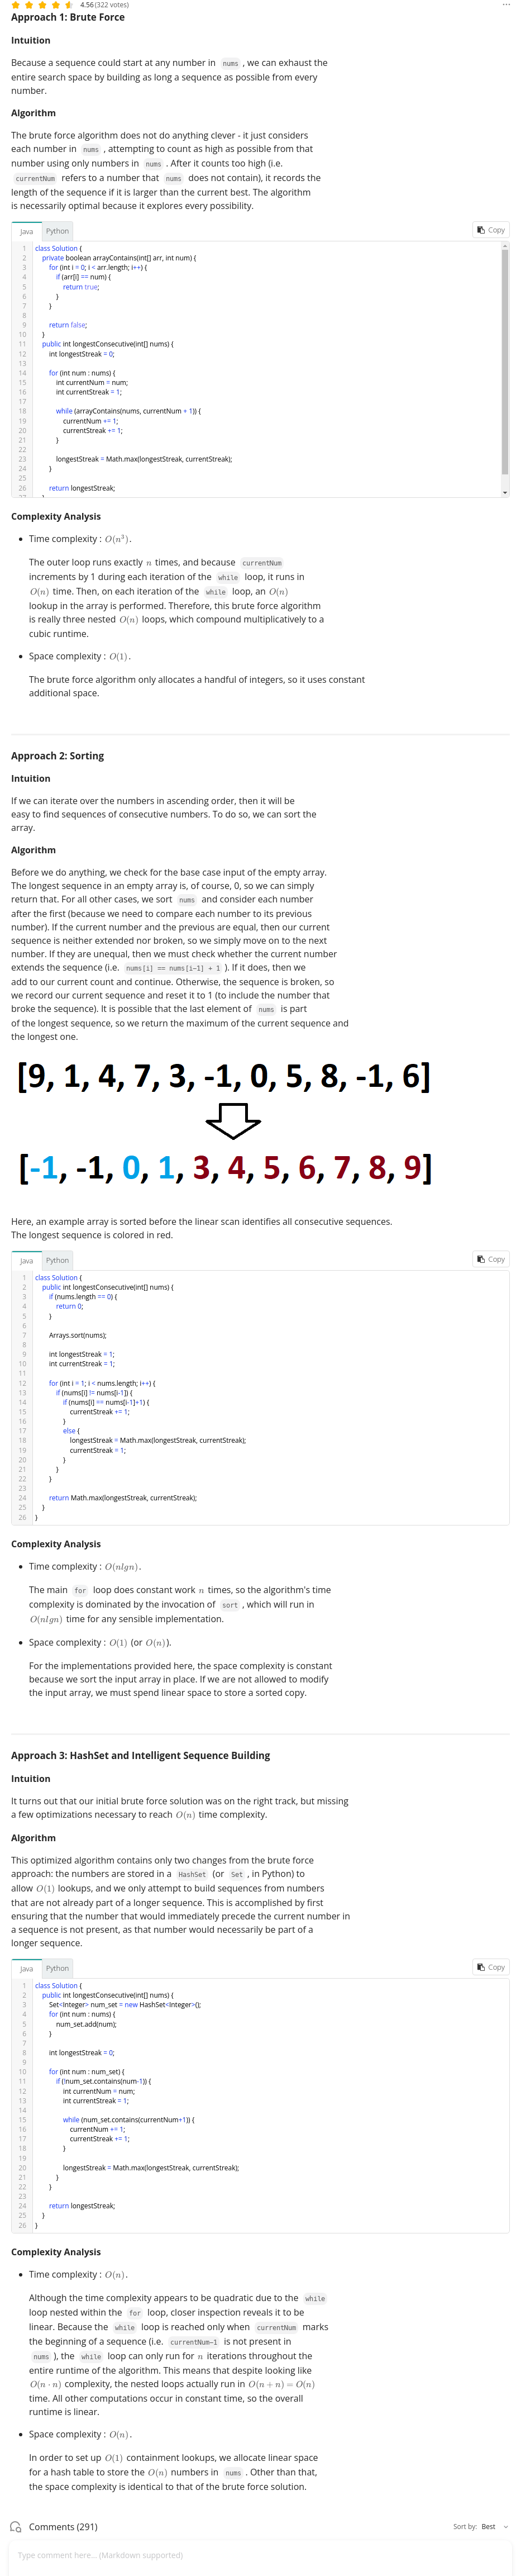 4.56 (322 votes)
Approach 1: Brute Force
Intuition
Because a sequence could start at any number in nums , we can exhaust the
entire search space by building as long a sequence as possible from every
number.
Algorithm
The brute force algorithm does not do anything clever - it just considers
each number in nums , attempting to count as high as possible from that
number using only numbers in nums . After it counts too high (i.e.
currentNum refers to a number that nums does not contain), it records the
length of the sequence if it is larger than the current best. The algorithm
is necessarily optimal because it explores every possibility.
Java Python Copy
1 class Solution {
2 private boolean arrayContains(int[] arr, int num) {
3 for (int i = 0; i < arr.length; i++) {
4 if (arr[i] == num) {
5 return true;
6 }
7 }
8
9 return false;
10 }
11 public int longestConsecutive(int[] nums) {
12 int longestStreak = 0;
13
14 for (int num : nums) {
15 int currentNum = num;
16 int currentStreak = 1;
17
18 while (arrayContains(nums, currentNum + 1)) {
19 currentNum += 1;
20 currentStreak += 1;
21 }
22
23 longestStreak = Math.max(longestStreak, currentStreak);
24 }
25
26 return longestStreak;
27 }
Complexity Analysis
• Time complexity : O(n³).
The outer loop runs exactly n times, and because currentNum
increments by 1 during each iteration of the while loop, it runs in
O(n) time. Then, on each iteration of the while loop, an O(n)
lookup in the array is performed. Therefore, this brute force algorithm
is really three nested O(n) loops, which compound multiplicatively to a
cubic runtime.
• Space complexity : O(1).
The brute force algorithm only allocates a handful of integers, so it uses constant
additional space.
Approach 2: Sorting
Intuition
If we can iterate over the numbers in ascending order, then it will be
easy to find sequences of consecutive numbers. To do so, we can sort the
array.
Algorithm
Before we do anything, we check for the base case input of the empty array.
The longest sequence in an empty array is, of course, 0, so we can simply
return that. For all other cases, we sort nums and consider each number
after the first (because we need to compare each number to its previous
number). If the current number and the previous are equal, then our current
sequence is neither extended nor broken, so we simply move on to the next
number. If they are unequal, then we must check whether the current number
extends the sequence (i.e. nums[i] == nums[i-1] + 1 ). If it does, then we
add to our current count and continue. Otherwise, the sequence is broken, so
we record our current sequence and reset it to 1 (to include the number that
broke the sequence). It is possible that the last element of nums is part
of the longest sequence, so we return the maximum of the current sequence and
the longest one.
[9, 1, 4, 7, 3, -1, 0, 5, 8, -1, 6]
[-1, -1, 0, 1, 3, 4, 5, 6, 7, 8, 9]
Here, an example array is sorted before the linear scan identifies all consecutive sequences.
The longest sequence is colored in red.
Java Python Copy
1 class Solution {
2 public int longestConsecutive(int[] nums) {
3 if (nums.length == 0) {
4 return 0;
5 }
6
7 Arrays.sort(nums);
8
9 int longestStreak = 1;
10 int currentStreak = 1;
11
12 for (int i = 1; i < nums.length; i++) {
13 if (nums[i] != nums[i-1]) {
14 if (nums[i] == nums[i-1]+1) {
15 currentStreak += 1;
16 }
17 else {
18 longestStreak = Math.max(longestStreak, currentStreak);
19 currentStreak = 1;
20 }
21 }
22 }
23
24 return Math.max(longestStreak, currentStreak);
25 }
26 }
Complexity Analysis
• Time complexity : O(nlgn).
The main for loop does constant work n times, so the algorithm's time
complexity is dominated by the invocation of sort , which will run in
O(nlgn) time for any sensible implementation.
• Space complexity : O(1) (or O(n)).
For the implementations provided here, the space complexity is constant
because we sort the input array in place. If we are not allowed to modify
the input array, we must spend linear space to store a sorted copy.
Approach 3: HashSet and Intelligent Sequence Building
Intuition
It turns out that our initial brute force solution was on the right track, but missing
a few optimizations necessary to reach O(n) time complexity.
Algorithm
This optimized algorithm contains only two changes from the brute force
approach: the numbers are stored in a HashSet (or Set , in Python) to
allow O(1) lookups, and we only attempt to build sequences from numbers
that are not already part of a longer sequence. This is accomplished by first
ensuring that the number that would immediately precede the current number in
a sequence is not present, as that number would necessarily be part of a
longer sequence.
Java Python Copy
1 class Solution {
2 public int longestConsecutive(int[] nums) {
3 Set<Integer> num_set = new HashSet<Integer>();
4 for (int num : nums) {
5 num_set.add(num);
6 }
7
8 int longestStreak = 0;
9
10 for (int num : num_set) {
11 if (!num_set.contains(num-1)) {
12 int currentNum = num;
13 int currentStreak = 1;
14
15 while (num_set.contains(currentNum+1)) {
16 currentNum += 1;
17 currentStreak += 1;
18 }
19
20 longestStreak = Math.max(longestStreak, currentStreak);
21 }
22 }
23
24 return longestStreak;
25 }
26 }
Complexity Analysis
• Time complexity : O(n).
Although the time complexity appears to be quadratic due to the while
loop nested within the for loop, closer inspection reveals it to be
linear. Because the while loop is reached only when currentNum marks
the beginning of a sequence (i.e. currentNum-1 is not present in
nums ), the while loop can only run for n iterations throughout the
entire runtime of the algorithm. This means that despite looking like
O(n · n) complexity, the nested loops actually run in O(n + n) = O(n)
time. All other computations occur in constant time, so the overall
runtime is linear.
• Space complexity : O(n).
In order to set up O(1) containment lookups, we allocate linear space
for a hash table to store the O(n) numbers in nums . Other than that,
the space complexity is identical to that of the brute force solution.
Comments (291) Sort by: Best
Type comment here... (Markdown supported)